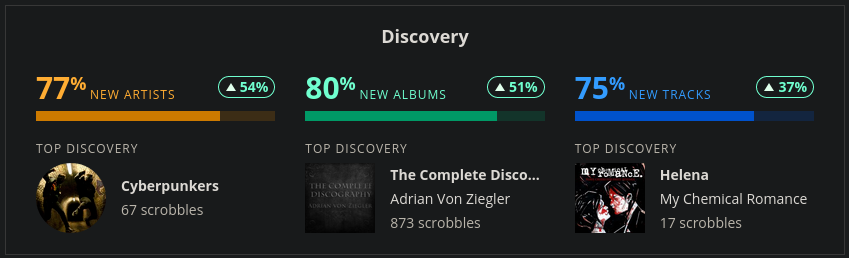 Discovery
77% NEW ARTISTS
54%
TOP DISCOVERY
Cyberpunkers
67 scrobbles
80% NEW ALBUMS
51%
TOP DISCOVERY
THE COMPLETE
DISCOGRAPHY
ADRIAN VON ZIEGLER
The Complete Disco...
Adrian Von Ziegler
873 scrobbles
75% NEW TRACKS
37%
TOP DISCOVERY
MY CHEMICAL ROMANCE.
Helena
My Chemical Romance
17 scrobbles